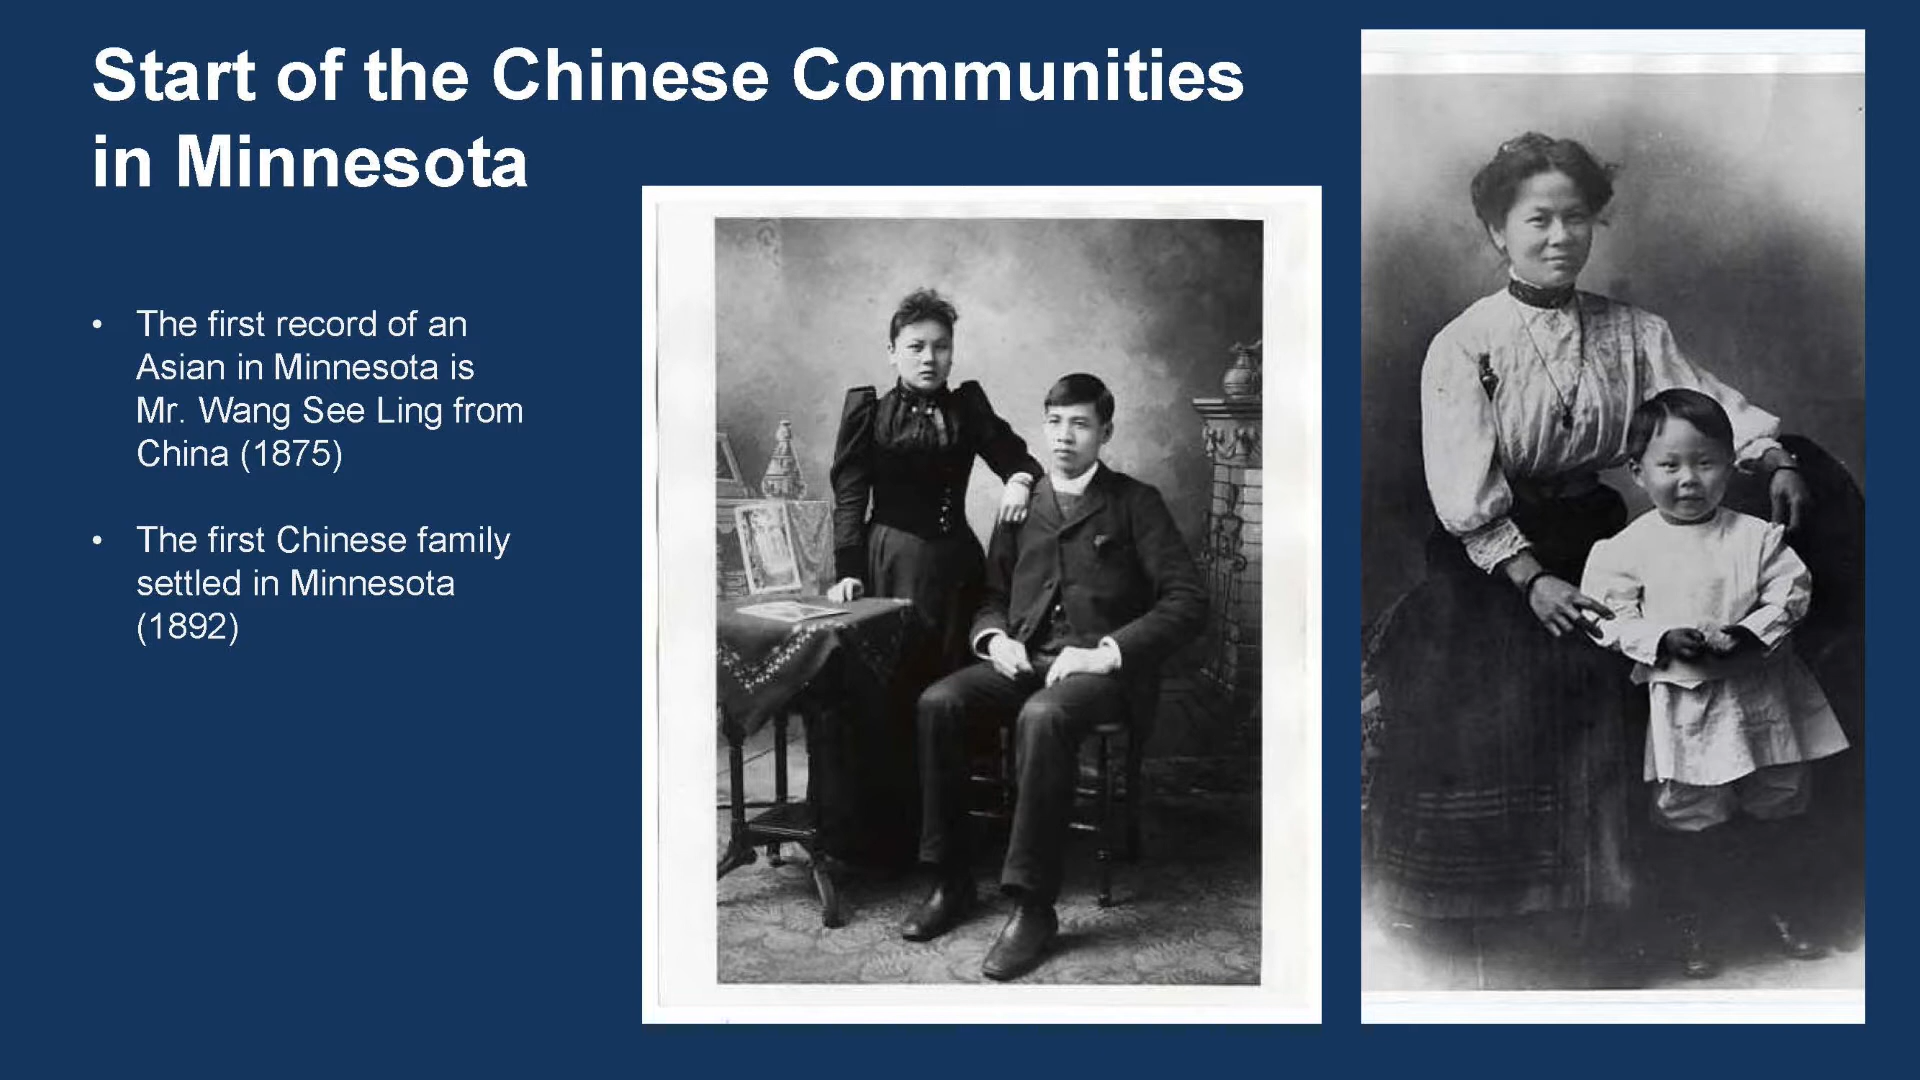 Start of the Chinese Communities
in Minnesota
• The first record of an
Asian in Minnesota is
Mr. Wang See Ling from
China (1875)
• The first Chinese family
settled in Minnesota
(1892)